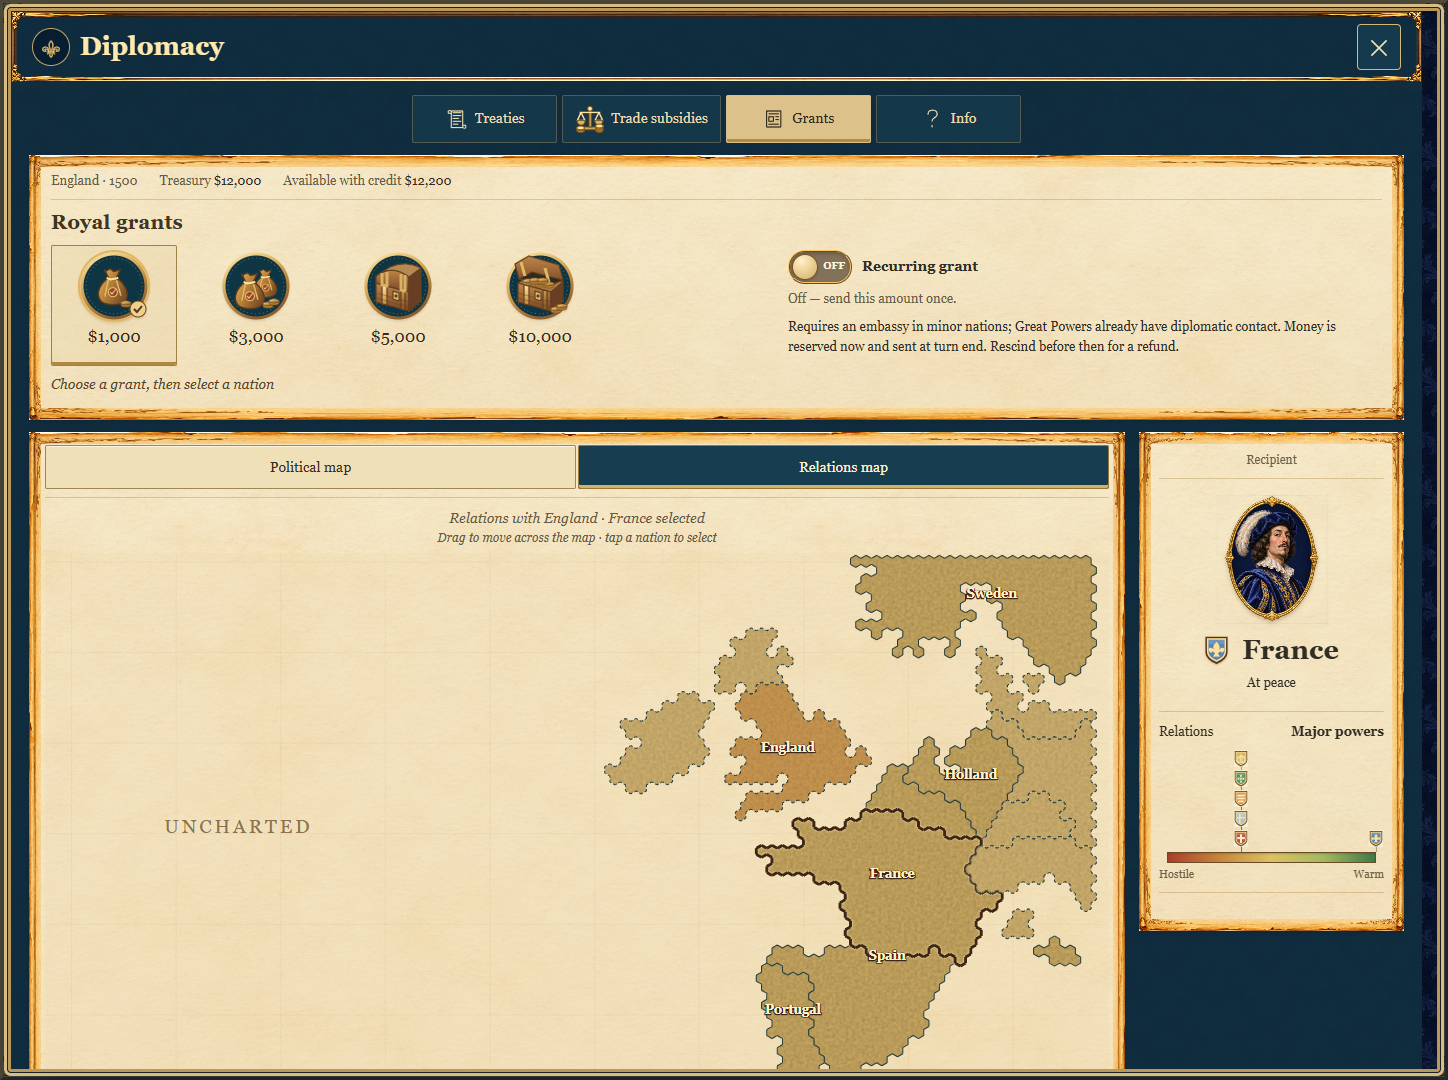 Diplomacy
Treaties
Trade subsidies
Grants
Info
England · 1500 Treasury $12,000 Available with credit $12,200
Royal grants
$1,000
$3,000
$5,000
$10,000
OFF Recurring grant
Off — send this amount once.
Requires an embassy in minor nations; Great Powers already have diplomatic contact. Money is
reserved now and sent at turn end. Rescind before then for a refund.
Choose a grant, then select a nation
Political map
Relations map
Relations with England · France selected
Drag to move across the map · tap a nation to select
Sweden
England
Holland
UNCHARTED
France
Spain
Portugal
Recipient
France
At peace
Relations Major powers
Hostile Warm